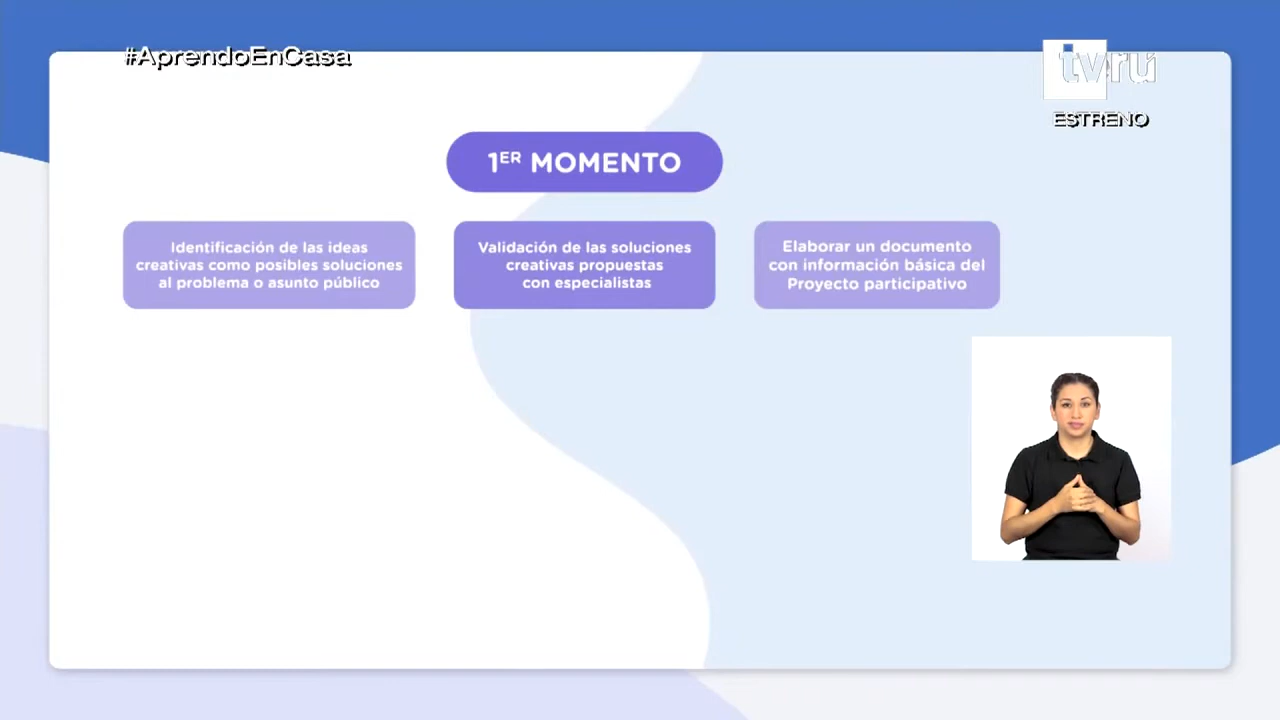 #AprendoEnCasa
tvrú
ESTRENO
1ER MOMENTO
Identificación de las ideas
creativas como posibles soluciones
al problema o asunto público
Validación de las soluciones
creativas propuestas
con especialistas
Elaborar un documento
con información básica del
Proyecto participativo